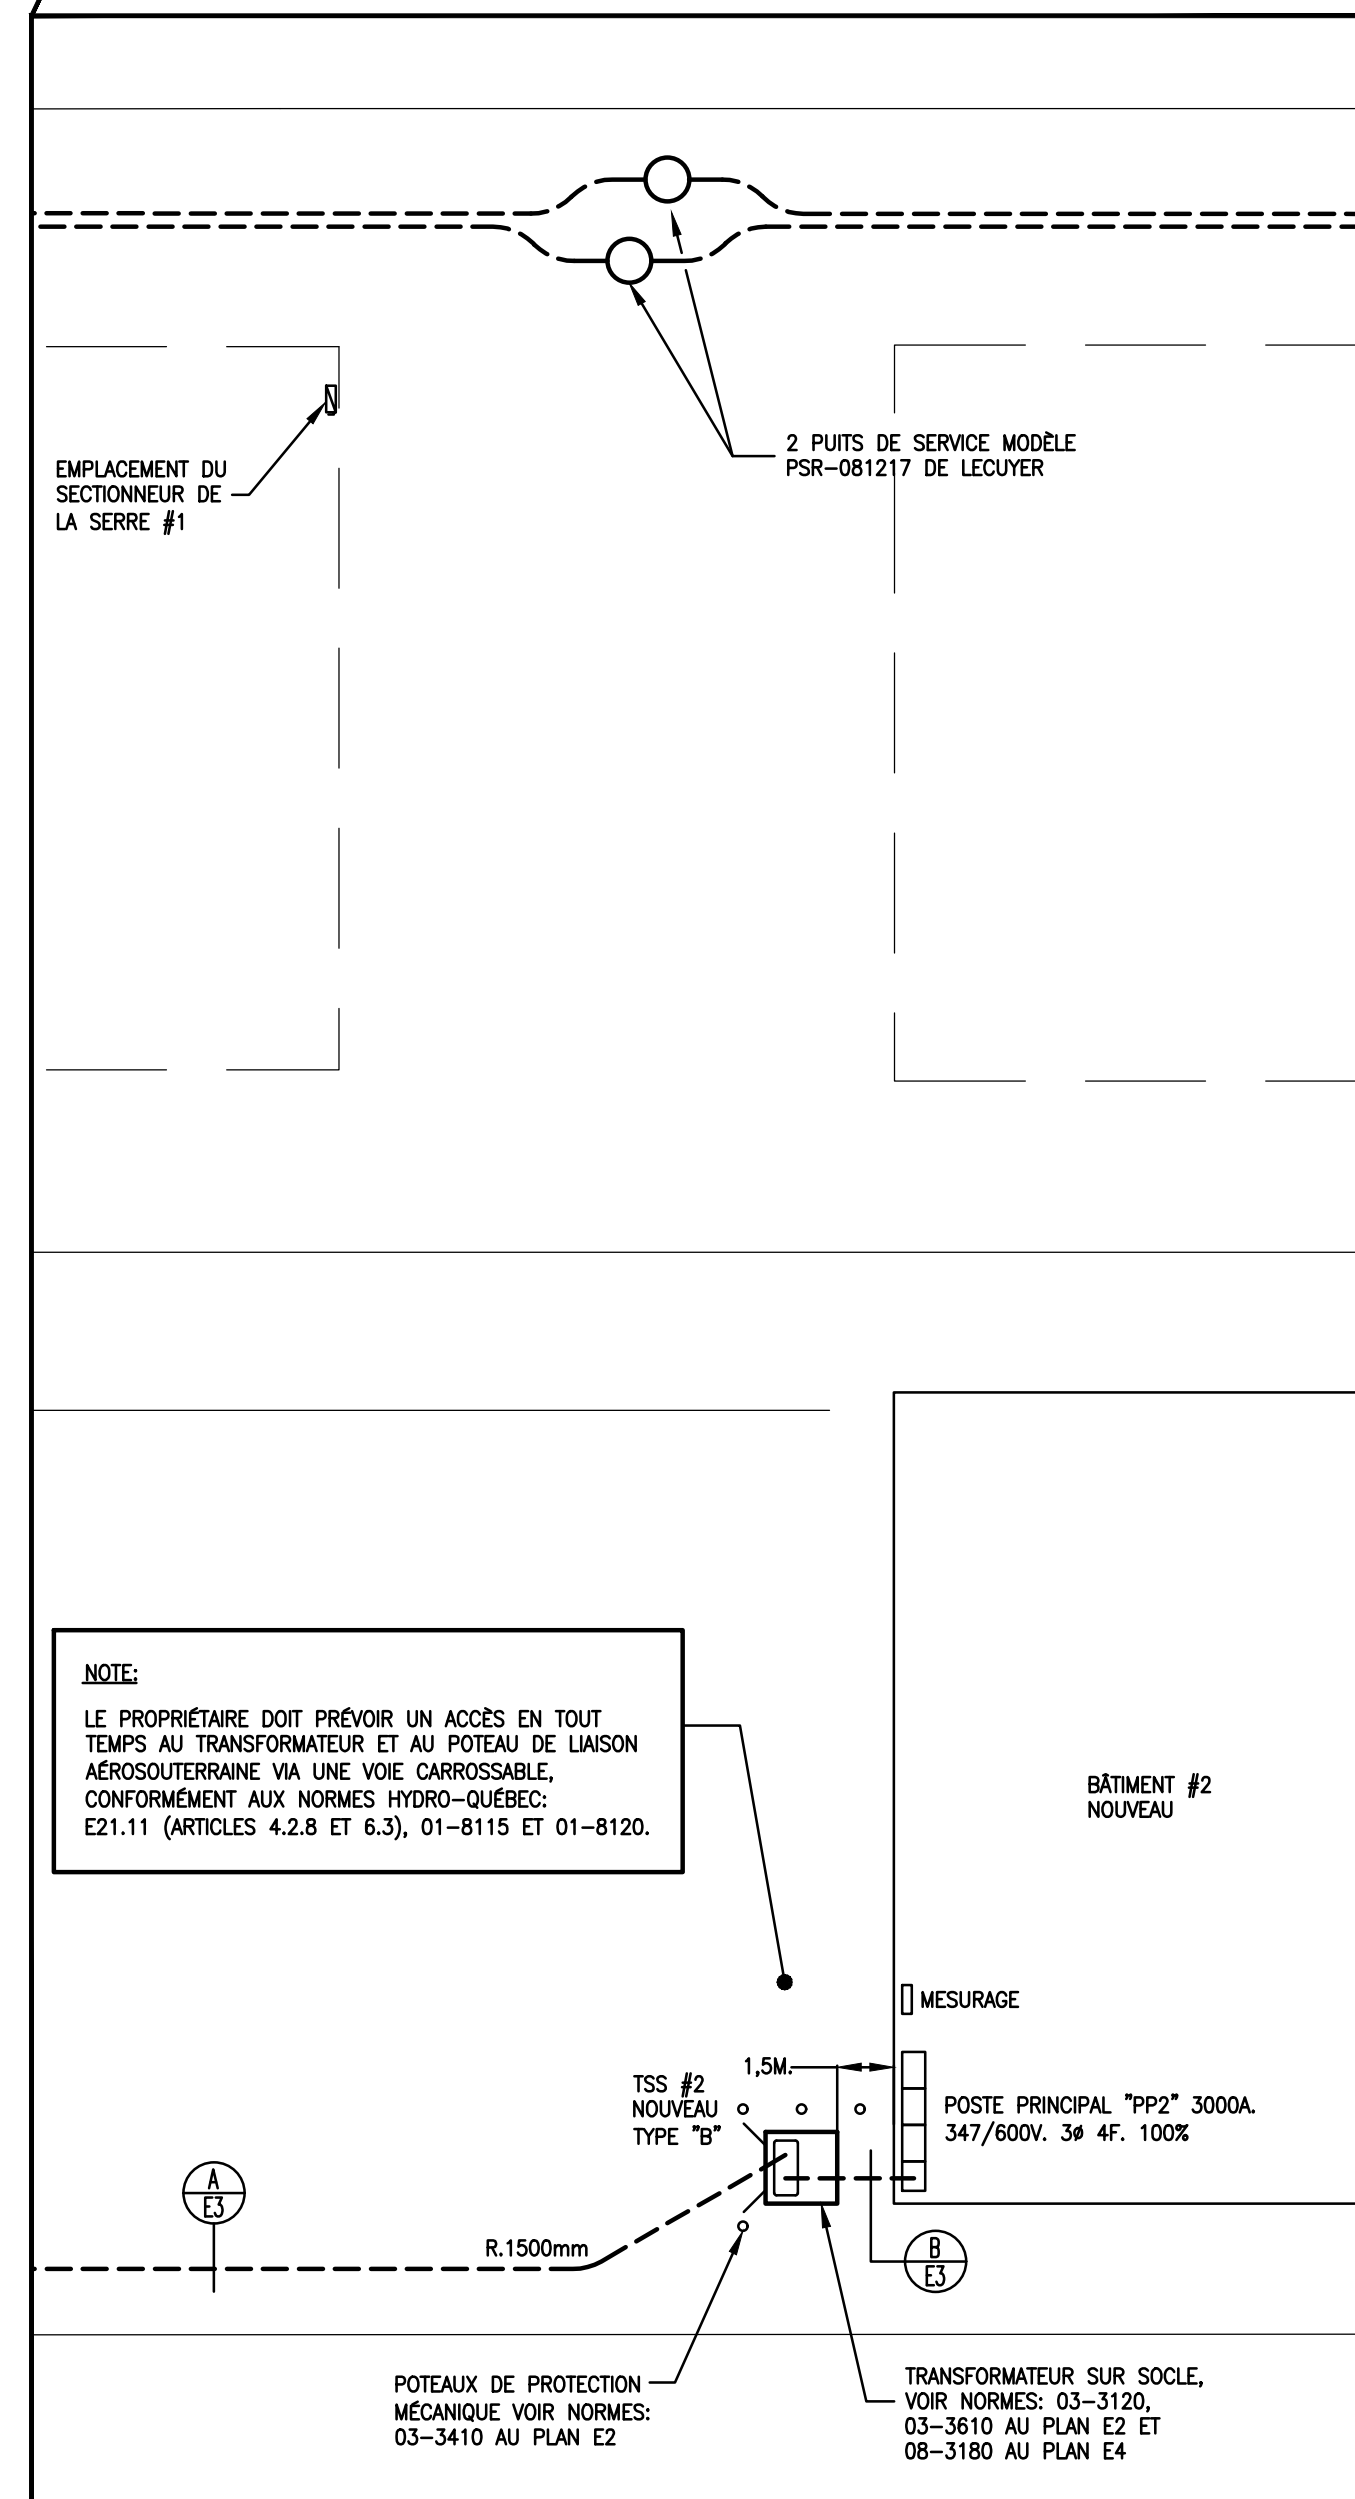 2 PUITS DE SERVICE MODÈLE
PSR-081217 DE LECUYER
EMPLACEMENT DU
SECTIONNEUR DE
LA SERRE #1
NOTE:
LE PROPRIÉTAIRE DOIT PRÉVOIR UN ACCÈS EN TOUT
TEMPS AU TRANSFORMATEUR ET AU POTEAU DE LIAISON
AÉROSOUTERRAINE VIA UNE VOIE CARROSSABLE,
CONFORMÉMENT AUX NORMES HYDRO-QUÉBEC:
E21.11 (ARTICLES 4.2.8 ET 6.3), 01-8115 ET 01-8120.
BÂTIMENT #2
NOUVEAU
MESURAGE
1,5M.
TSS #2
NOUVEAU
TYPE "B"
POSTE PRINCIPAL "PP2" 3000A.
347/600V. 3ø 4F. 100%
A
E3
R.1500mm
B
E3
POTEAUX DE PROTECTION
MÉCANIQUE VOIR NORMES:
03-3410 AU PLAN E2
TRANSFORMATEUR SUR SOCLE,
VOIR NORMES: 03-3120,
03-3610 AU PLAN E2 ET
08-3180 AU PLAN E4